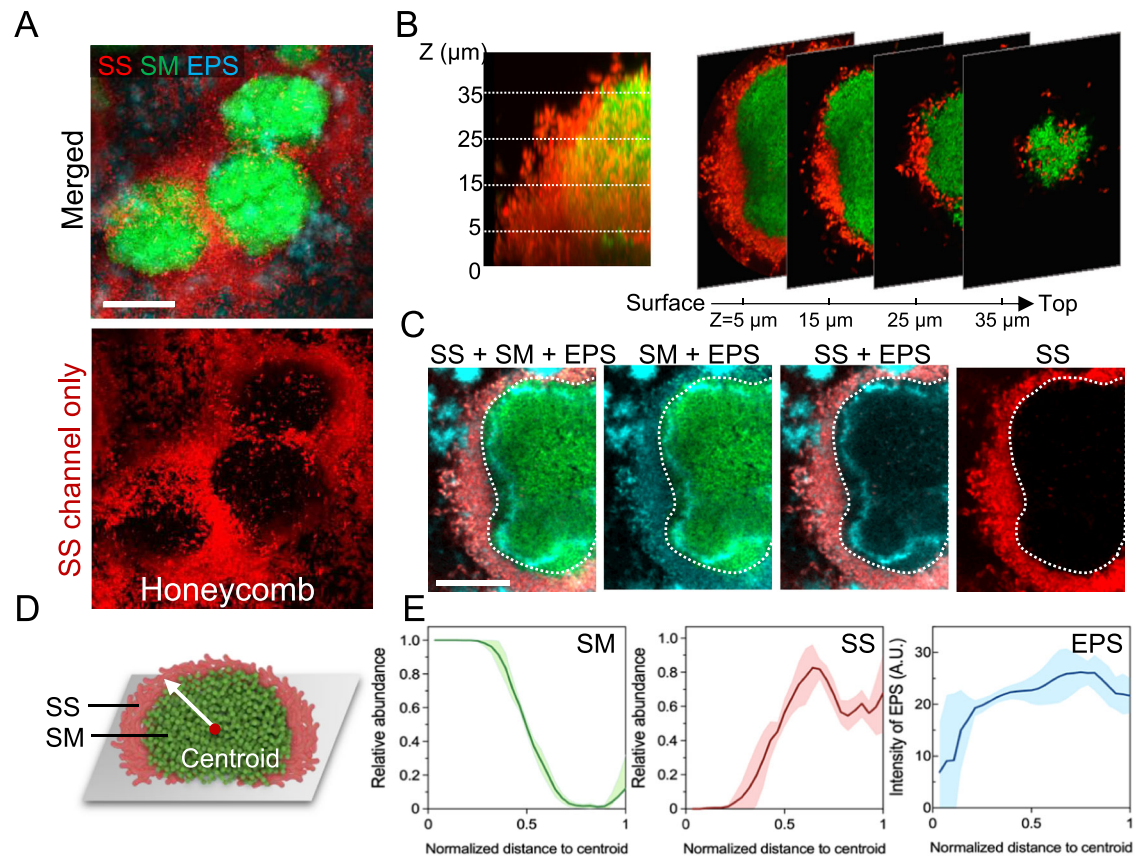 A
Merged
SS SM EPS
SS channel only
Honeycomb
B
Z (µm)
35
25
15
5
0
Surface
Top
Z=5 µm
15 µm
25 µm
35 µm
C
SS + SM + EPS
SM + EPS
SS + EPS
SS
D
SS
SM
Centroid
E
SM
Relative abundance
1.0
0.8
0.6
0.4
0.2
0
0
0.5
1
Normalized distance to centroid
SS
Relative abundance
1.0
0.8
0.6
0.4
0.2
0
0
0.5
1
Normalized distance to centroid
EPS
Intensity of EPS (A.U.)
30
20
10
0
0
0.5
1
Normalized distance to centroid